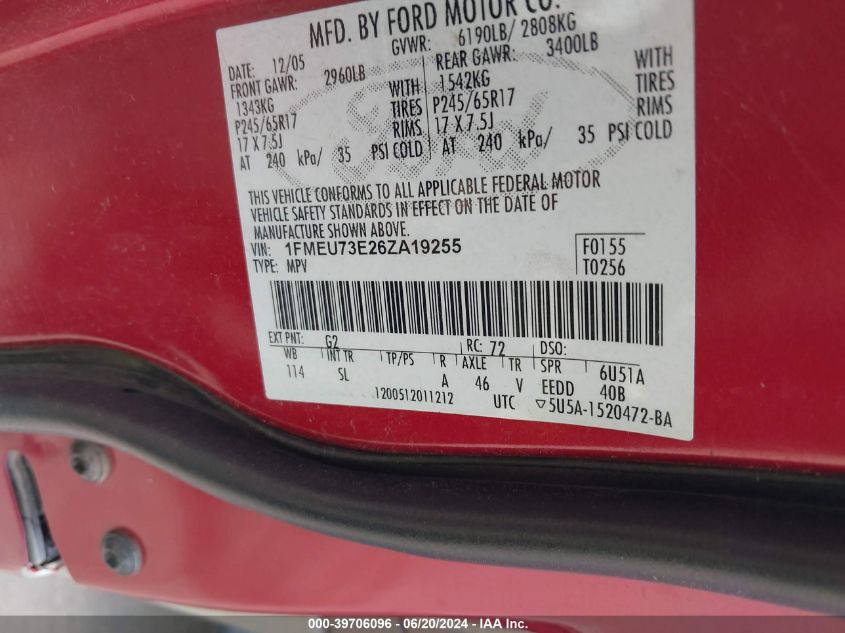 MFD. BY FORD MOTOR CO.
DATE: 12/05 GVWR: 6190LB/ 2808KG
FRONT GAWR: 2960LB REAR GAWR: 3400LB
1343KG WITH 1542KG WITH
P245/65R17 TIRES P245/65R17 TIRES
17 X 7.5J RIMS 17 X 7.5J RIMS
AT 240 kPa/ 35 PSI COLD AT 240 kPa/ 35 PSI COLD
THIS VEHICLE CONFORMS TO ALL APPLICABLE FEDERAL MOTOR
VEHICLE SAFETY STANDARDS IN EFFECT ON THE DATE OF
MANUFACTURE SHOWN ABOVE.
VIN: 1FMEU73E26ZA19255 F0155
TYPE: MPV T0256
EXT PNT: G2 RC: 72 DSO:
WB INT TR TP/PS R AXLE TR SPR 6U51A
114 SL A 46 V EEDD 40B
1200512011212 UTC ▽5U5A-1520472-BA
Ford
000-39706096 - 06/20/2024 - IAA Inc.